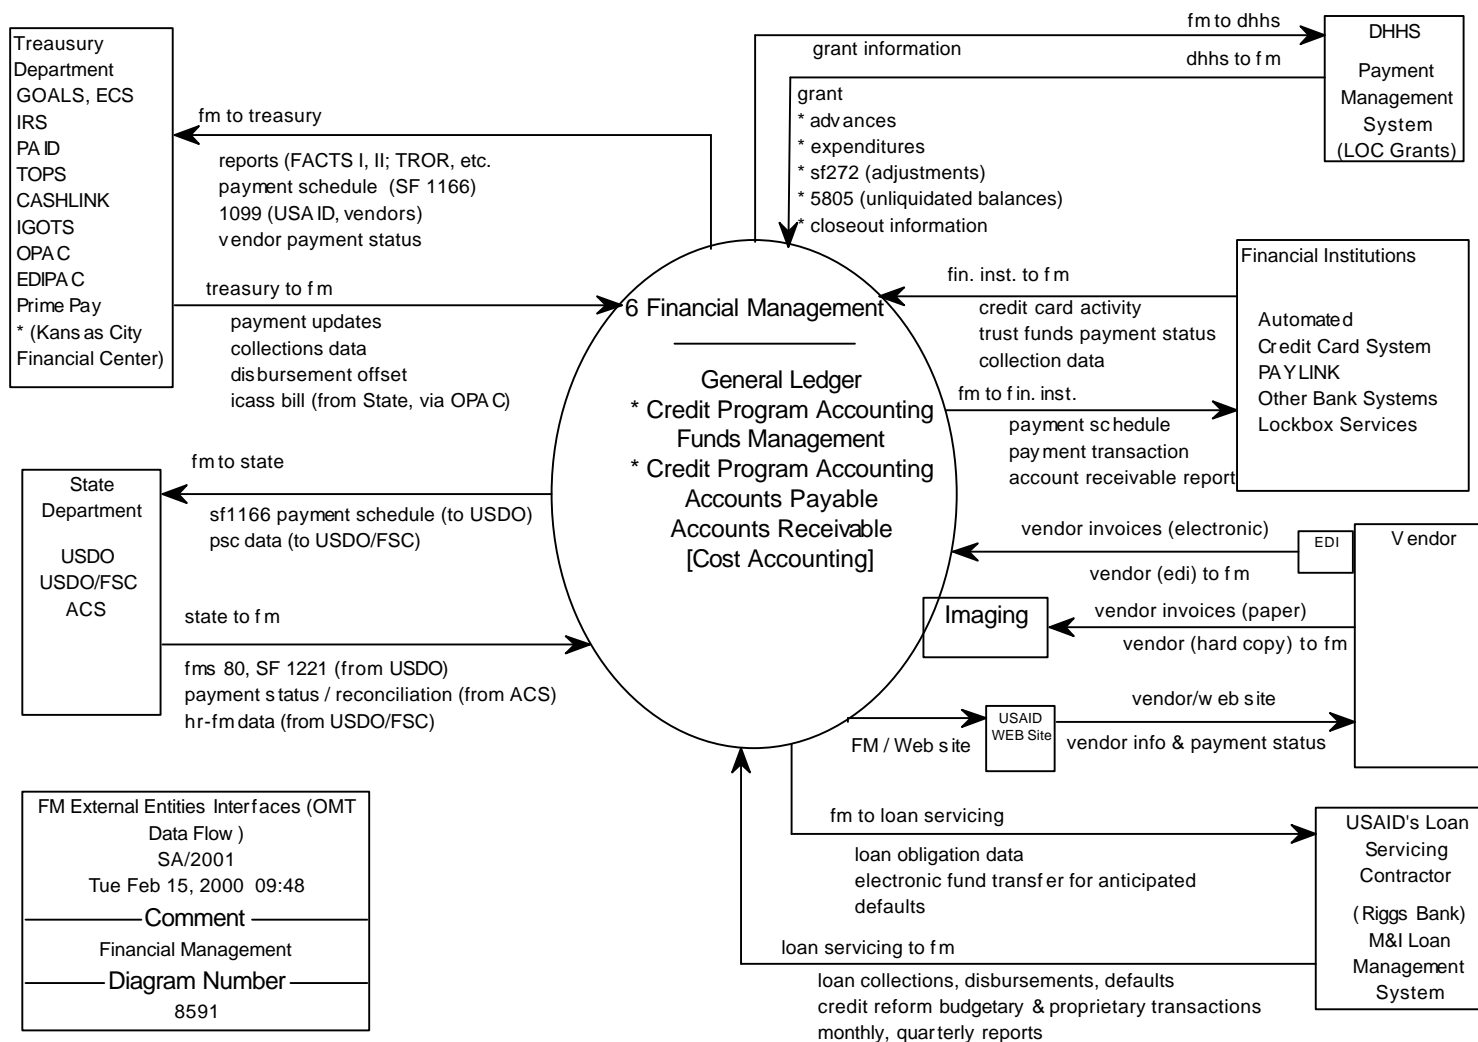 Treausury
Department
GOALS, ECS
IRS
PAID
TOPS
CASHLINK
IGOTS
OPAC
EDIPAC
Prime Pay
* (Kansas City
Financial Center)
fm to treasury
reports (FACTS I, II; TROR, etc.
payment schedule (SF 1166)
1099 (USAID, vendors)
vendor payment status
treasury to fm
payment updates
collections data
disbursement offset
icass bill (from State, via OPAC)
State
Department
USDO
USDO/FSC
ACS
fm to state
sf1166 payment schedule (to USDO)
psc data (to USDO/FSC)
state to fm
fms 80, SF 1221 (from USDO)
payment status / reconciliation (from ACS)
hr-fm data (from USDO/FSC)
FM External Entities Interfaces (OMT
Data Flow )
SA/2001
Tue Feb 15, 2000 09:48
Comment
Financial Management
Diagram Number
8591
6 Financial Management
General Ledger
* Credit Program Accounting
Funds Management
* Credit Program Accounting
Accounts Payable
Accounts Receivable
[Cost Accounting]
fm to dhhs
grant information
dhhs to fm
grant
* advances
* expenditures
* sf272 (adjustments)
* 5805 (unliquidated balances)
* closeout information
DHHS
Payment
Management
System
(LOC Grants)
fin. inst. to fm
credit card activity
trust funds payment status
collection data
fm to fin. inst.
payment schedule
payment transaction
account receivable report
Financial Institutions
Automated
Credit Card System
PAYLINK
Other Bank Systems
Lockbox Services
vendor invoices (electronic)
EDI
Vendor
vendor (edi) to fm
Imaging
vendor invoices (paper)
vendor (hard copy) to fm
FM / Web site
USAID
WEB Site
vendor/web site
vendor info & payment status
fm to loan servicing
loan obligation data
electronic fund transfer for anticipated
defaults
loan servicing to fm
loan collections, disbursements, defaults
credit reform budgetary & proprietary transactions
monthly, quarterly reports
USAID's Loan
Servicing
Contractor
(Riggs Bank)
M&I Loan
Management
System